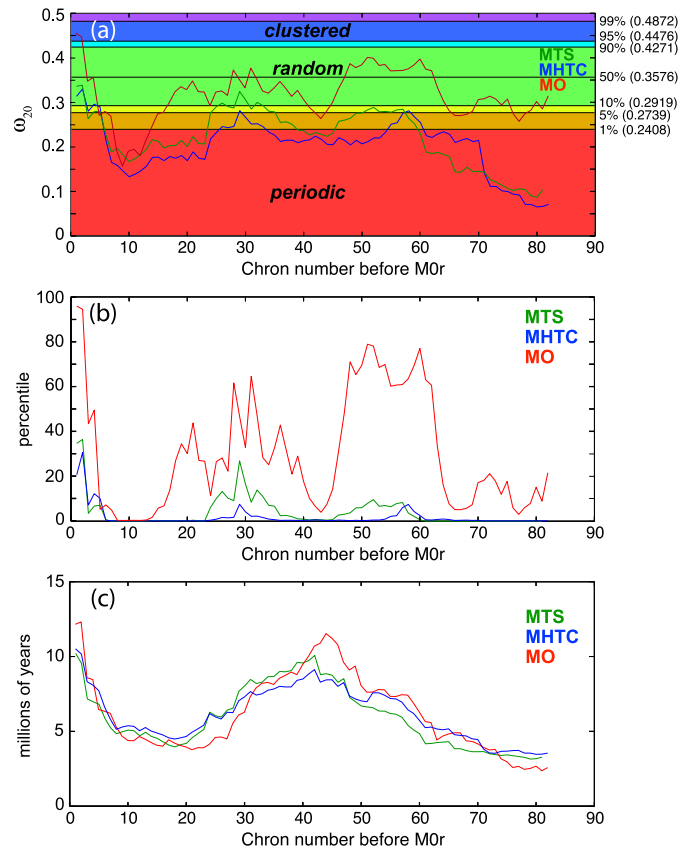 0.5
(a)
clustered
99% (0.4872)
95% (0.4476)
90% (0.4271)
0.4
random
MTS
MHTC
MO
50% (0.3576)
0.3
10% (0.2919)
5% (0.2739)
1% (0.2408)
ω20
0.2
0.1
periodic
0
0 10 20 30 40 50 60 70 80 90
Chron number before M0r
100
(b)
MTS
MHTC
MO
80
60
percentile
40
20
0
0 10 20 30 40 50 60 70 80 90
Chron number before M0r
15
(c)
MTS
MHTC
MO
10
millions of years
5
0
0 10 20 30 40 50 60 70 80 90
Chron number before M0r